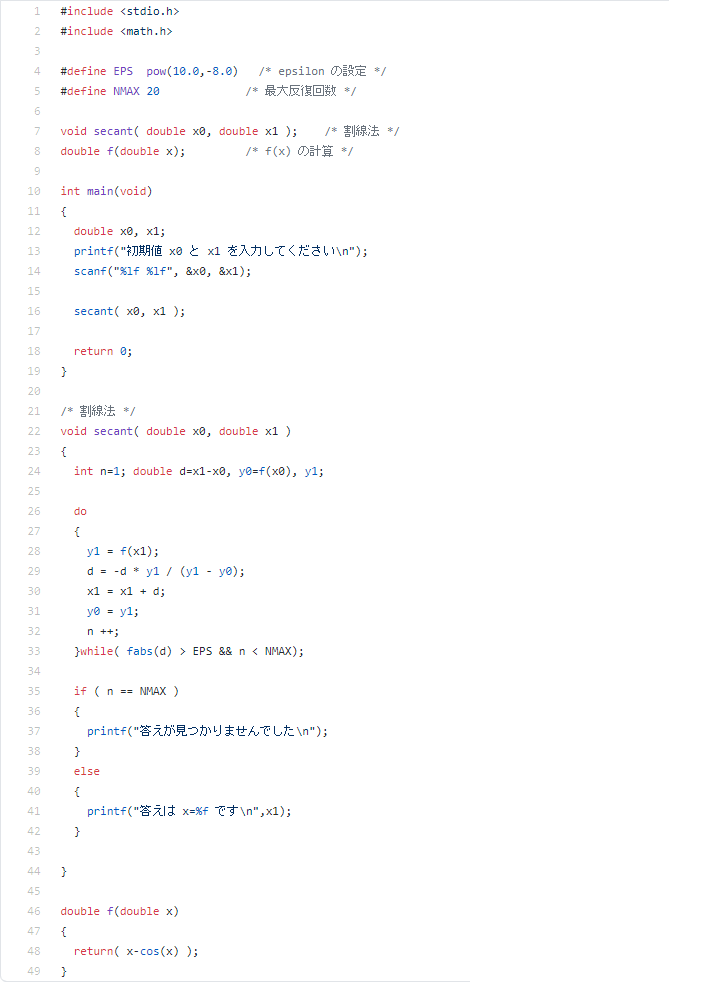 1 #include <stdio.h>
2 #include <math.h>
3
4 #define EPS  pow(10.0,-8.0)   /* epsilon の設定 */
5 #define NMAX 20             /* 最大反復回数 */
6
7 void secant( double x0, double x1 );    /* 割線法 */
8 double f(double x);         /* f(x) の計算 */
9
10 int main(void)
11 {
12   double x0, x1;
13   printf("初期値 x0 と x1 を入力してください\n");
14   scanf("%lf %lf", &x0, &x1);
15
16   secant( x0, x1 );
17
18   return 0;
19 }
20
21 /* 割線法 */
22 void secant( double x0, double x1 )
23 {
24   int n=1; double d=x1-x0, y0=f(x0), y1;
25
26   do
27   {
28     y1 = f(x1);
29     d = -d * y1 / (y1 - y0);
30     x1 = x1 + d;
31     y0 = y1;
32     n ++;
33   }while( fabs(d) > EPS && n < NMAX);
34
35   if ( n == NMAX )
36   {
37     printf("答えが見つかりませんでした\n");
38   }
39   else
40   {
41     printf("答えは x=%f です\n",x1);
42   }
43
44 }
45
46 double f(double x)
47 {
48   return( x-cos(x) );
49 }